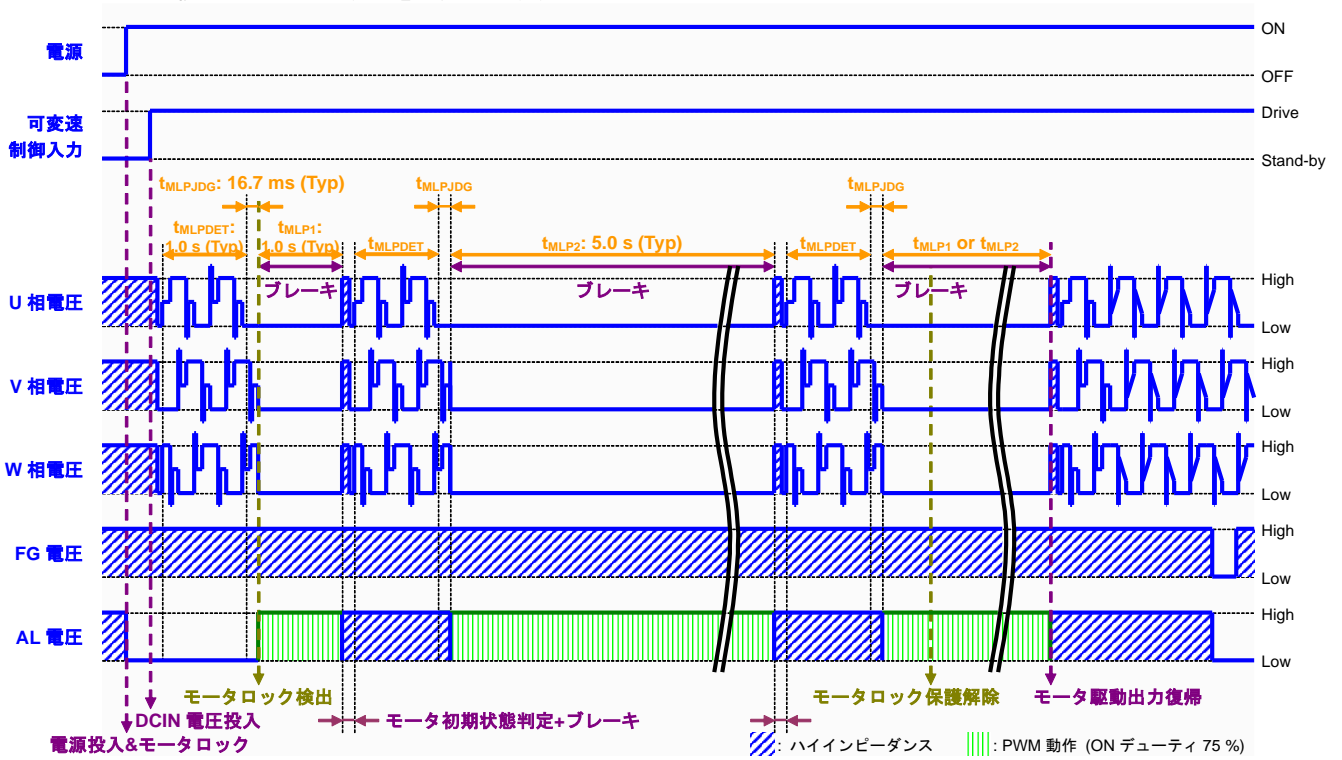 電源
ON
OFF
可変速
制御入力
Drive
Stand-by
tMLPJDG: 16.7 ms (Typ)
tMLPJDG
tMLPJDG
tMLPDET:
1.0 s (Typ)
tMLP1:
1.0 s (Typ)
tMLPDET
tMLP2: 5.0 s (Typ)
tMLPDET
tMLP1 or tMLP2
ブレーキ
ブレーキ
ブレーキ
U 相電圧
High
Low
V 相電圧
High
Low
W 相電圧
High
Low
FG 電圧
High
Low
AL 電圧
High
Low
モータロック検出
モータロック保護解除
モータ駆動出力復帰
DCIN 電圧投入
モータ初期状態判定+ブレーキ
電源投入&モータロック
: ハイインピーダンス
: PWM 動作 (ON デューティ 75 %)